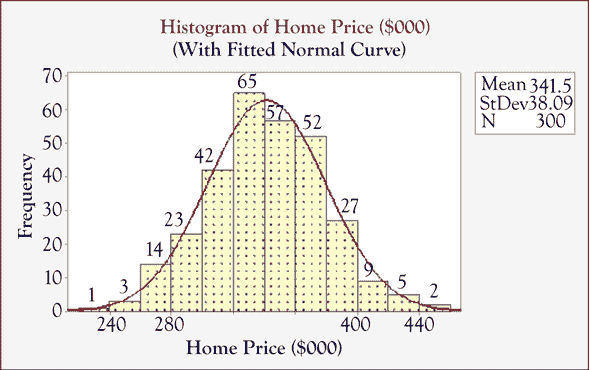 Histogram of Home Price ($000)
(With Fitted Normal Curve)
Mean 341.5
StDev 38.09
N 300
Frequency
70
60
50
40
30
20
10
0
1
3
14
23
42
65
57
52
27
9
5
2
240 280 400 440
Home Price ($000)